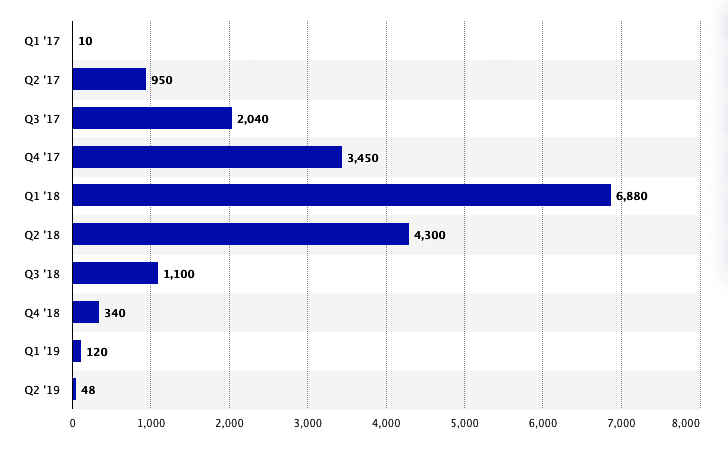 Q1 '17 10
Q2 '17 950
Q3 '17 2,040
Q4 '17 3,450
Q1 '18 6,880
Q2 '18 4,300
Q3 '18 1,100
Q4 '18 340
Q1 '19 120
Q2 '19 48
0 1,000 2,000 3,000 4,000 5,000 6,000 7,000 8,000